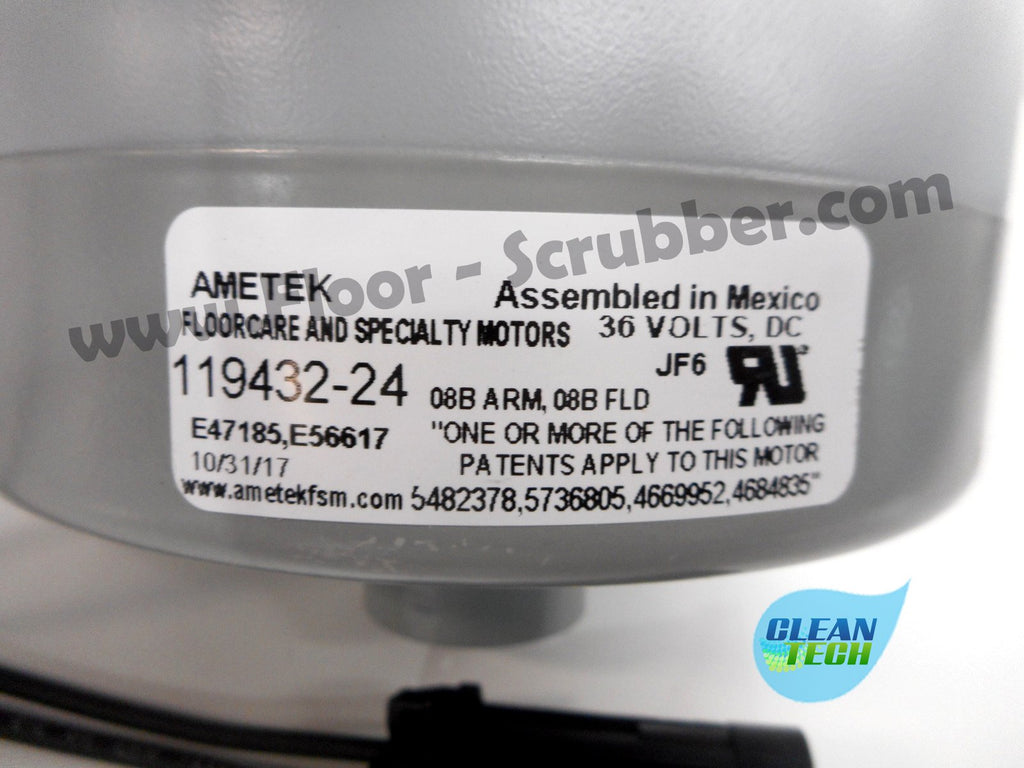 www.Floor-Scrubber.com
AMETEK
Assembled in Mexico
FLOORCARE AND SPECIALTY MOTORS 36 VOLTS, DC
JF6
119432-24 08B ARM, 08B FLD
E47185,E56617 "ONE OR MORE OF THE FOLLOWING
10/31/17 PATENTS APPLY TO THIS MOTOR
www.ametekfsm.com 5482378,5736805,4669952,4684835"
CLEAN
TECH